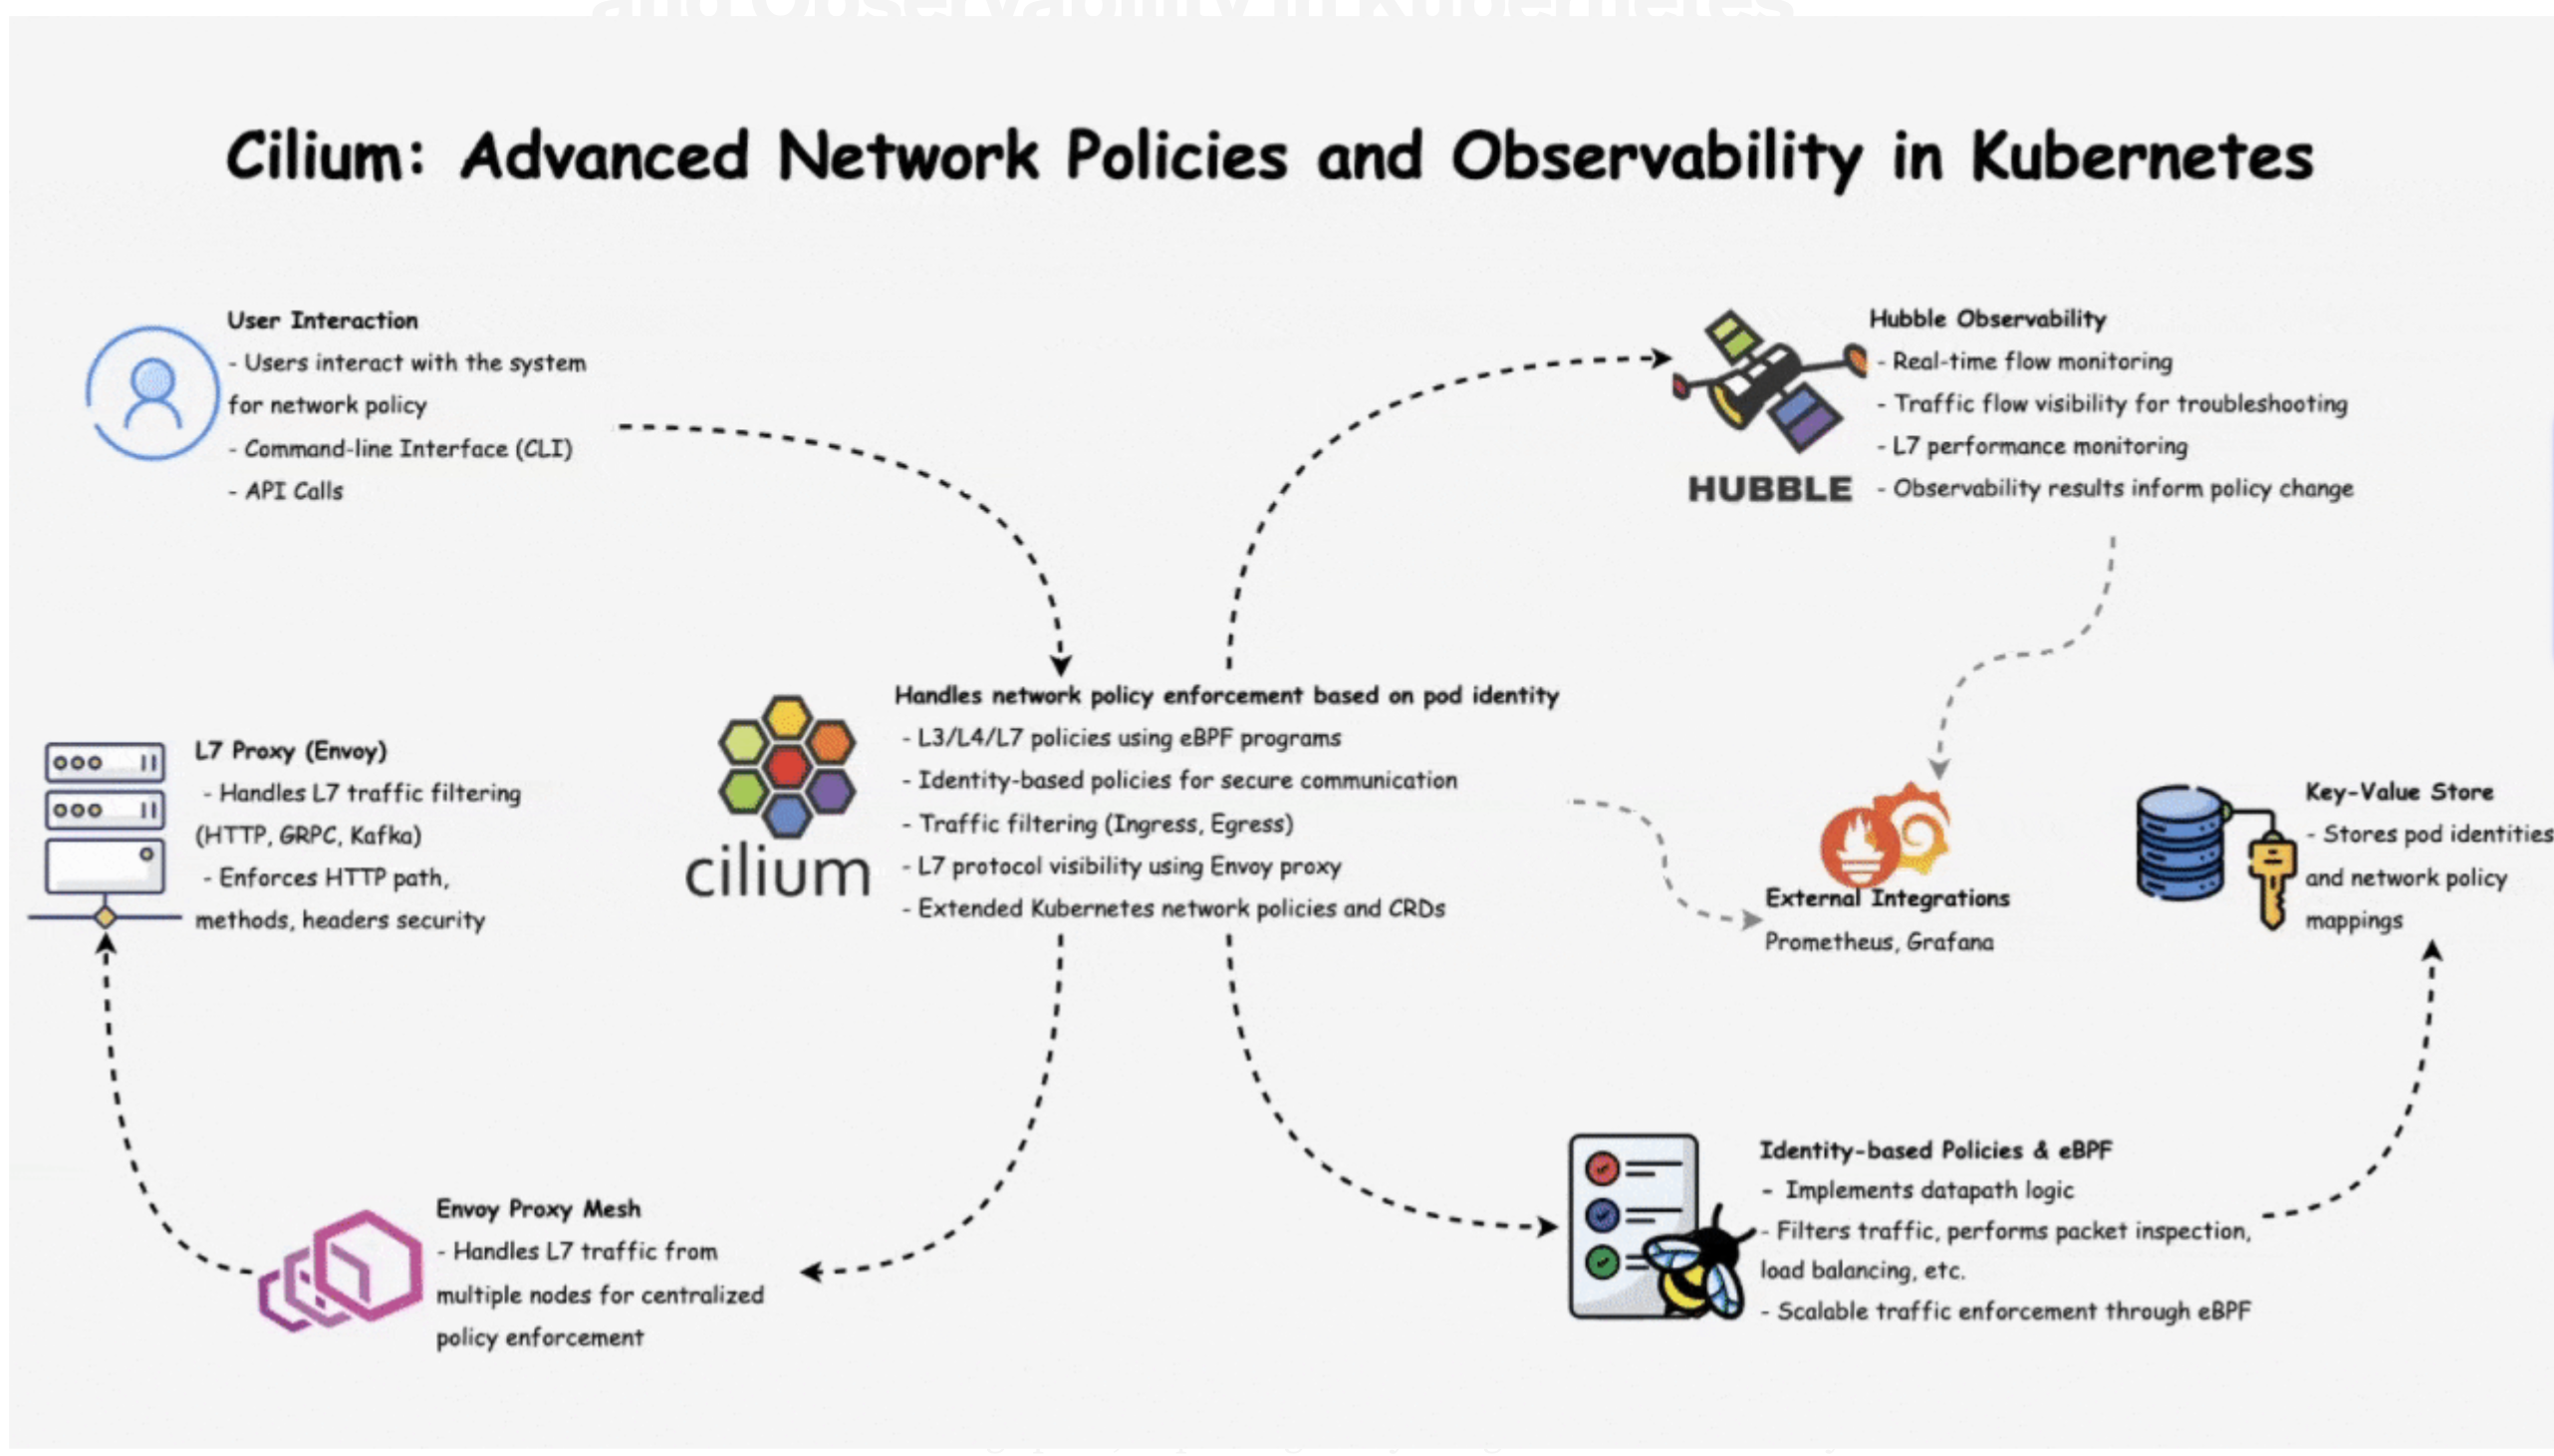 and Observability in Kubernetes
Cilium: Advanced Network Policies and Observability in Kubernetes
User Interaction
- Users interact with the system
for network policy
- Command-line Interface (CLI)
- API Calls
HUBBLE
Hubble Observability
- Real-time flow monitoring
- Traffic flow visibility for troubleshooting
- L7 performance monitoring
- Observability results inform policy change
L7 Proxy (Envoy)
- Handles L7 traffic filtering
(HTTP, GRPC, Kafka)
- Enforces HTTP path,
methods, headers security
cilium
Handles network policy enforcement based on pod identity
- L3/L4/L7 policies using eBPF programs
- Identity-based policies for secure communication
- Traffic filtering (Ingress, Egress)
- L7 protocol visibility using Envoy proxy
- Extended Kubernetes network policies and CRDs
External Integrations
Prometheus, Grafana
Key-Value Store
- Stores pod identities
and network policy
mappings
Envoy Proxy Mesh
- Handles L7 traffic from
multiple nodes for centralized
policy enforcement
Identity-based Policies & eBPF
- Implements datapath logic
- Filters traffic, performs packet inspection,
load balancing, etc.
- Scalable traffic enforcement through eBPF